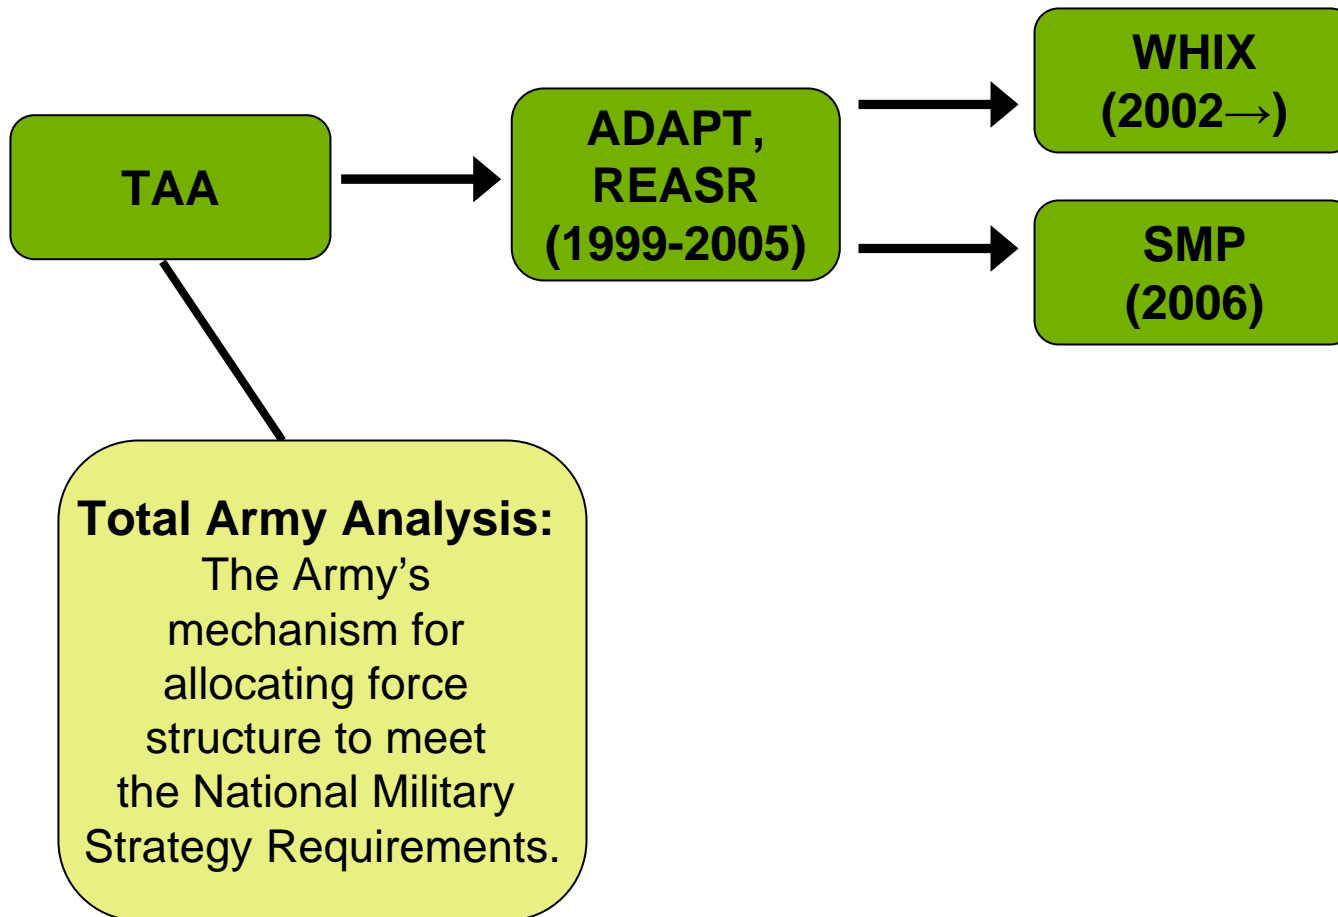 TAA
ADAPT,
REASR
(1999-2005)
WHIX
(2002→)
SMP
(2006)
Total Army Analysis:
The Army’s
mechanism for
allocating force
structure to meet
the National Military
Strategy Requirements.